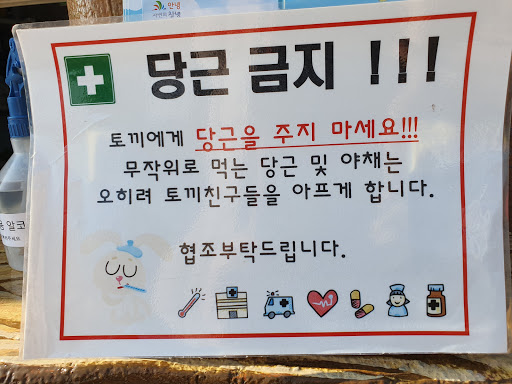 당근 금지 !!!
토끼에게 당근을 주지 마세요!!!
무작위로 먹는 당근 및 야채는
오히려 토끼친구들을 아프게 합니다.
협조부탁드립니다.